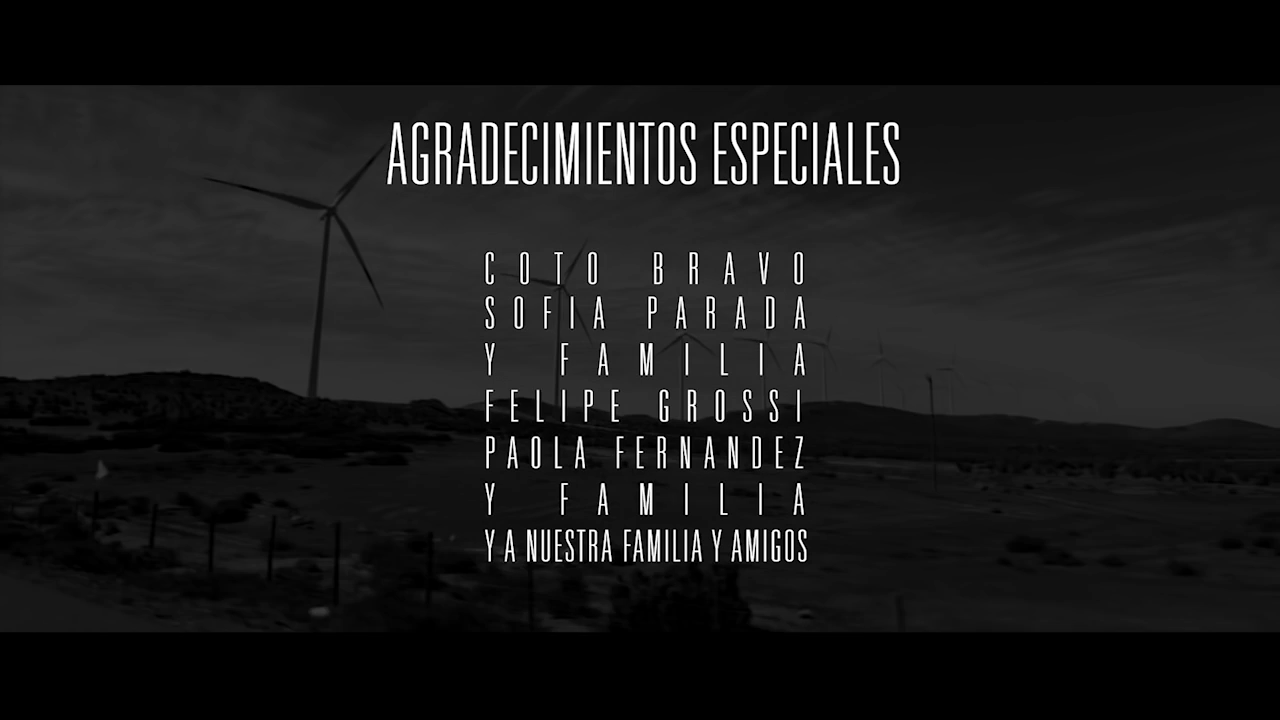 AGRADECIMIENTOS ESPECIALES
COTO BRAVO
SOFIA PARADA
Y FAMILIA
FELIPE GROSSI
PAOLA FERNANDEZ
Y FAMILIA
Y A NUESTRA FAMILIA Y AMIGOS